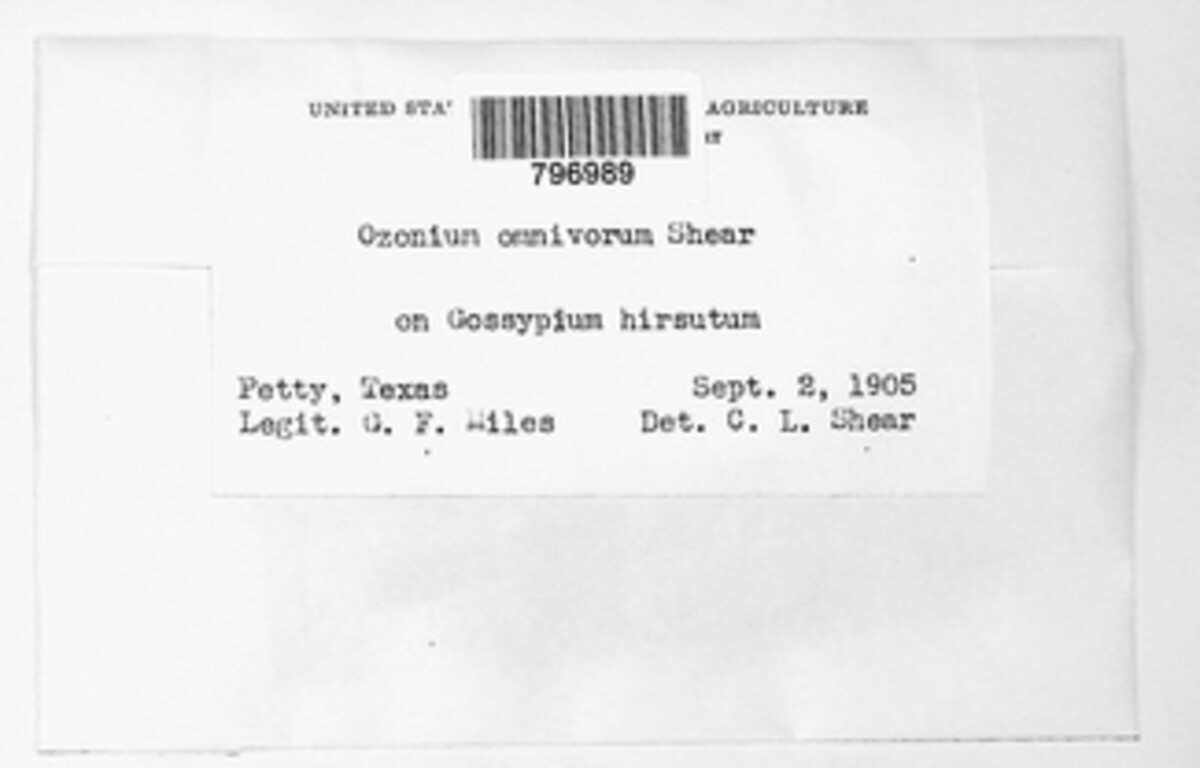 UNITED STA AGRICULTURE
796989
Ozonium omnivorum Shear
on Gossypium hirsutum
Petty, Texas Sept. 2, 1905
Legit. G. F. Miles Det. C. L. Shear